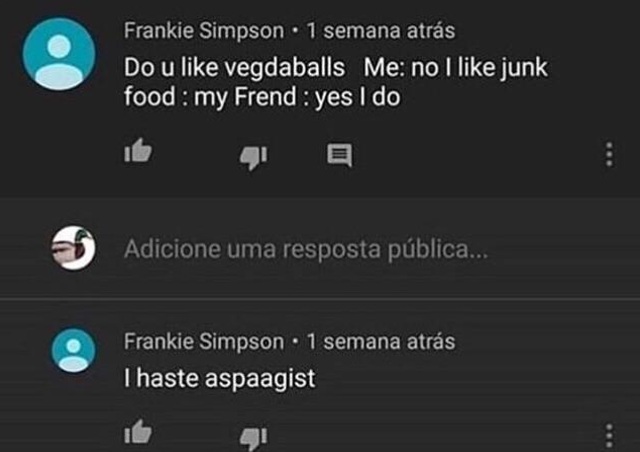 Frankie Simpson • 1 semana atrás
Do u like vegdaballs   Me: no I like junk
food : my Frend : yes I do
Adicione uma resposta pública...
Frankie Simpson • 1 semana atrás
I haste aspaagist